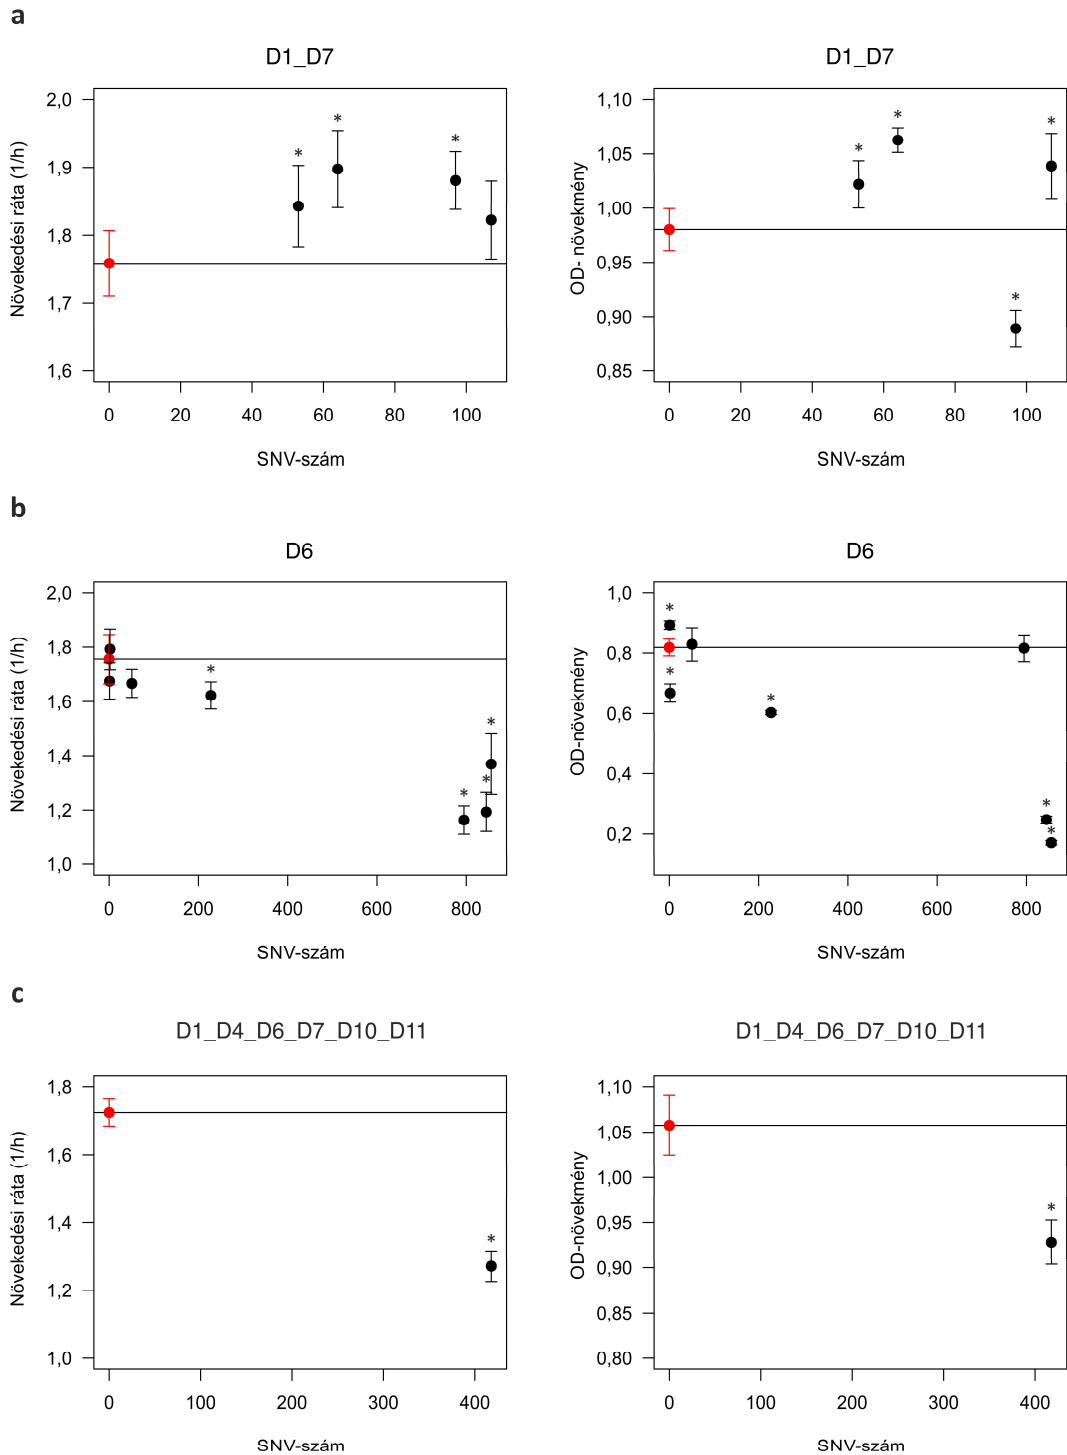 a
D1_D7
D1_D7
Növekedési ráta (1/h)
2,0
1,9
1,8
1,7
1,6
* * *
0 20 40 60 80 100
SNV-szám
OD- növekmény
1,10
1,05
1,00
0,95
0,90
0,85
* * * *
0 20 40 60 80 100
SNV-szám
b
D6
D6
Növekedési ráta (1/h)
2,0
1,8
1,6
1,4
1,2
1,0
* * * *
0 200 400 600 800
SNV-szám
OD-növekmény
1,0
0,8
0,6
0,4
0,2
* * * * *
0 200 400 600 800
SNV-szám
c
D1_D4_D6_D7_D10_D11
D1_D4_D6_D7_D10_D11
Növekedési ráta (1/h)
1,8
1,6
1,4
1,2
1,0
*
0 100 200 300 400
SNV-szám
OD-növekmény
1,10
1,05
1,00
0,95
0,90
0,85
0,80
*
0 100 200 300 400
SNV-szám